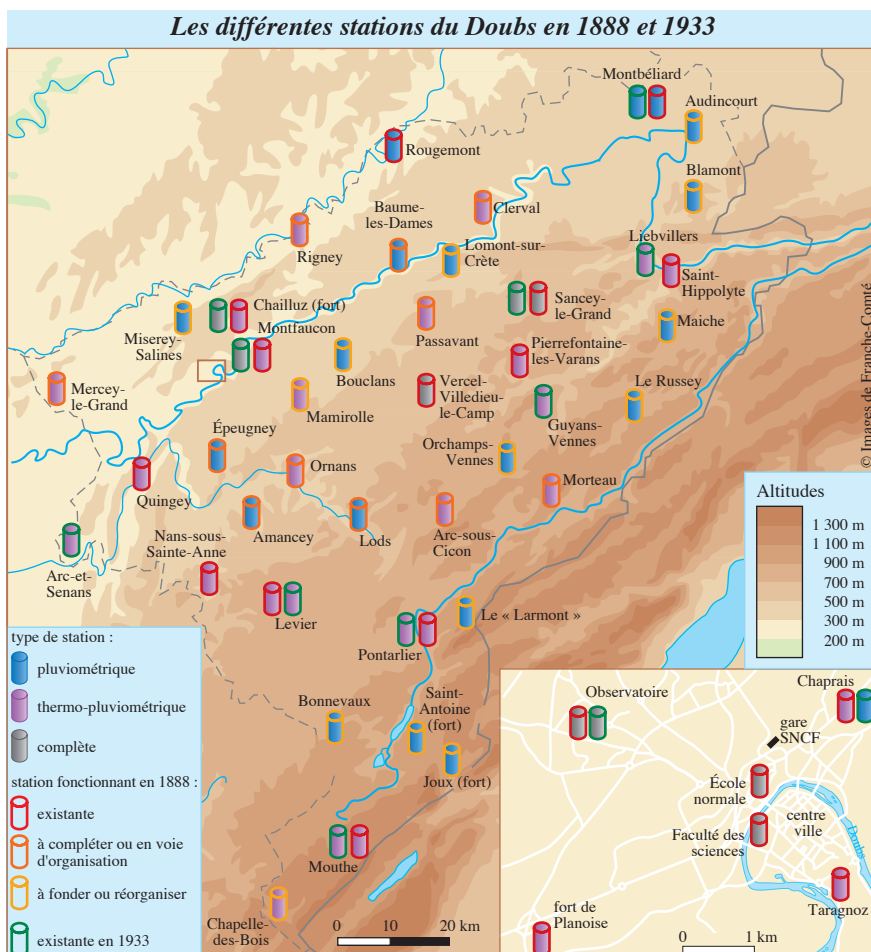 Les différentes stations du Doubs en 1888 et 1933
Montbéliard
Audincourt
Rougemont
Blamont
Baume-
les-Dames
Clerval
Rigney
Lomont-sur-
Crète
Liebvillers
Saint-
Hippolyte
Chailluz (fort)
Montfaucon
Sancey-
le-Grand
Maiche
Miserey-
Salines
Passavant
Pierrefontaine-
les-Varans
Bouclans
Mercey-
le-Grand
Mamirolle
Vercel-
Villedieu-
le-Camp
Le Russey
Guyans-
Vennes
Épeugney
Orchamps-
Vennes
Ornans
Morteau
Quingey
Nans-sous-
Sainte-Anne
Amancey
Lods
Arc-sous-
Cicon
Arc-et-
Senans
Levier
Le « Larmont »
Pontarlier
Bonnevaux
Saint-
Antoine
(fort)
Joux (fort)
Mouthe
Chapelle-
des-Bois
0 10 20 km
© Images de Franche-Comté
Altitudes
1 300 m
1 100 m
900 m
700 m
500 m
300 m
200 m
type de station :
pluviométrique
thermo-pluviométrique
complète
station fonctionnant en 1888 :
existante
à compléter ou en voie
d'organisation
à fonder ou réorganiser
existante en 1933
Observatoire
Chaprais
gare
SNCF
École
normale
centre
ville
Faculté des
sciences
Doubs
Taragnoz
fort de
Planoise
0 1 km